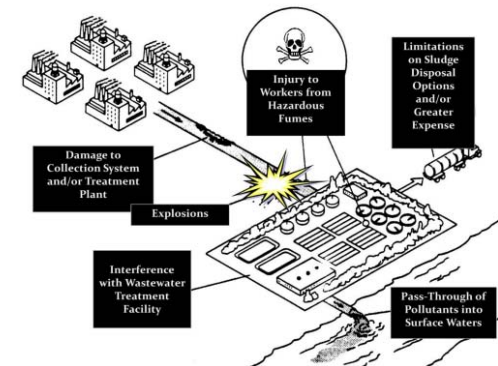 Injury to
Workers from
Hazardous
Fumes
Limitations
on Sludge
Disposal
Options
and/or
Greater
Expense
Damage to
Collection System
and/or Treatment
Plant
Explosions
Interference
with Wastewater
Treatment
Facility
Pass-Through of
Pollutants into
Surface Waters